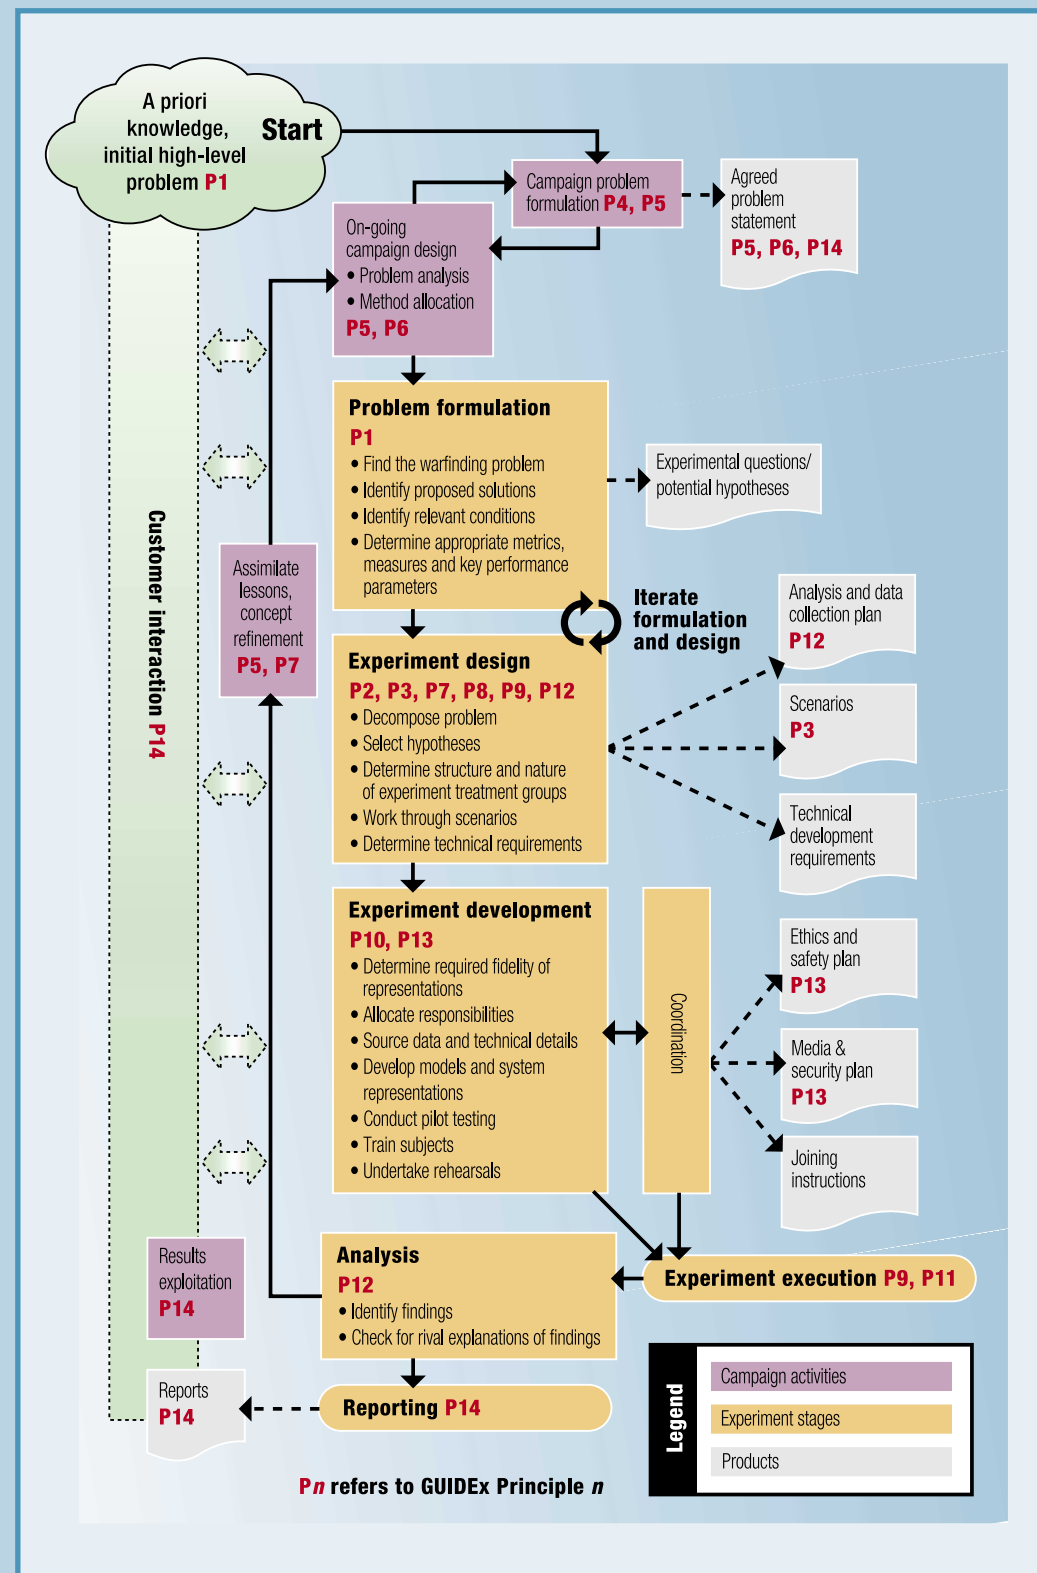 A priori
knowledge,
initial high-level
problem P1
Start
Campaign problem
formulation P4, P5
Agreed
problem
statement
P5, P6, P14
On-going
campaign design
• Problem analysis
• Method allocation
P5, P6
Problem formulation
P1
• Find the warfinding problem
• Identify proposed solutions
• Identify relevant conditions
• Determine appropriate metrics,
measures and key performance
parameters
Experimental questions/
potential hypotheses
Customer interaction P14
Assimilate
lessons,
concept
refinement
P5, P7
Iterate
formulation
and design
Experiment design
P2, P3, P7, P8, P9, P12
• Decompose problem
• Select hypotheses
• Determine structure and nature
of experiment treatment groups
• Work through scenarios
• Determine technical requirements
Analysis and data
collection plan
P12
Scenarios
P3
Technical
development
requirements
Experiment development
P10, P13
• Determine required fidelity of
representations
• Allocate responsibilities
• Source data and technical details
• Develop models and system
representations
• Conduct pilot testing
• Train subjects
• Undertake rehearsals
Coordination
Ethics and
safety plan
P13
Media &
security plan
P13
Joining
instructions
Results
exploitation
P14
Analysis
P12
• Identify findings
• Check for rival explanations of findings
Experiment execution P9, P11
Reports
P14
Reporting P14
Legend
Campaign activities
Experiment stages
Products
Pn refers to GUIDEx Principle n